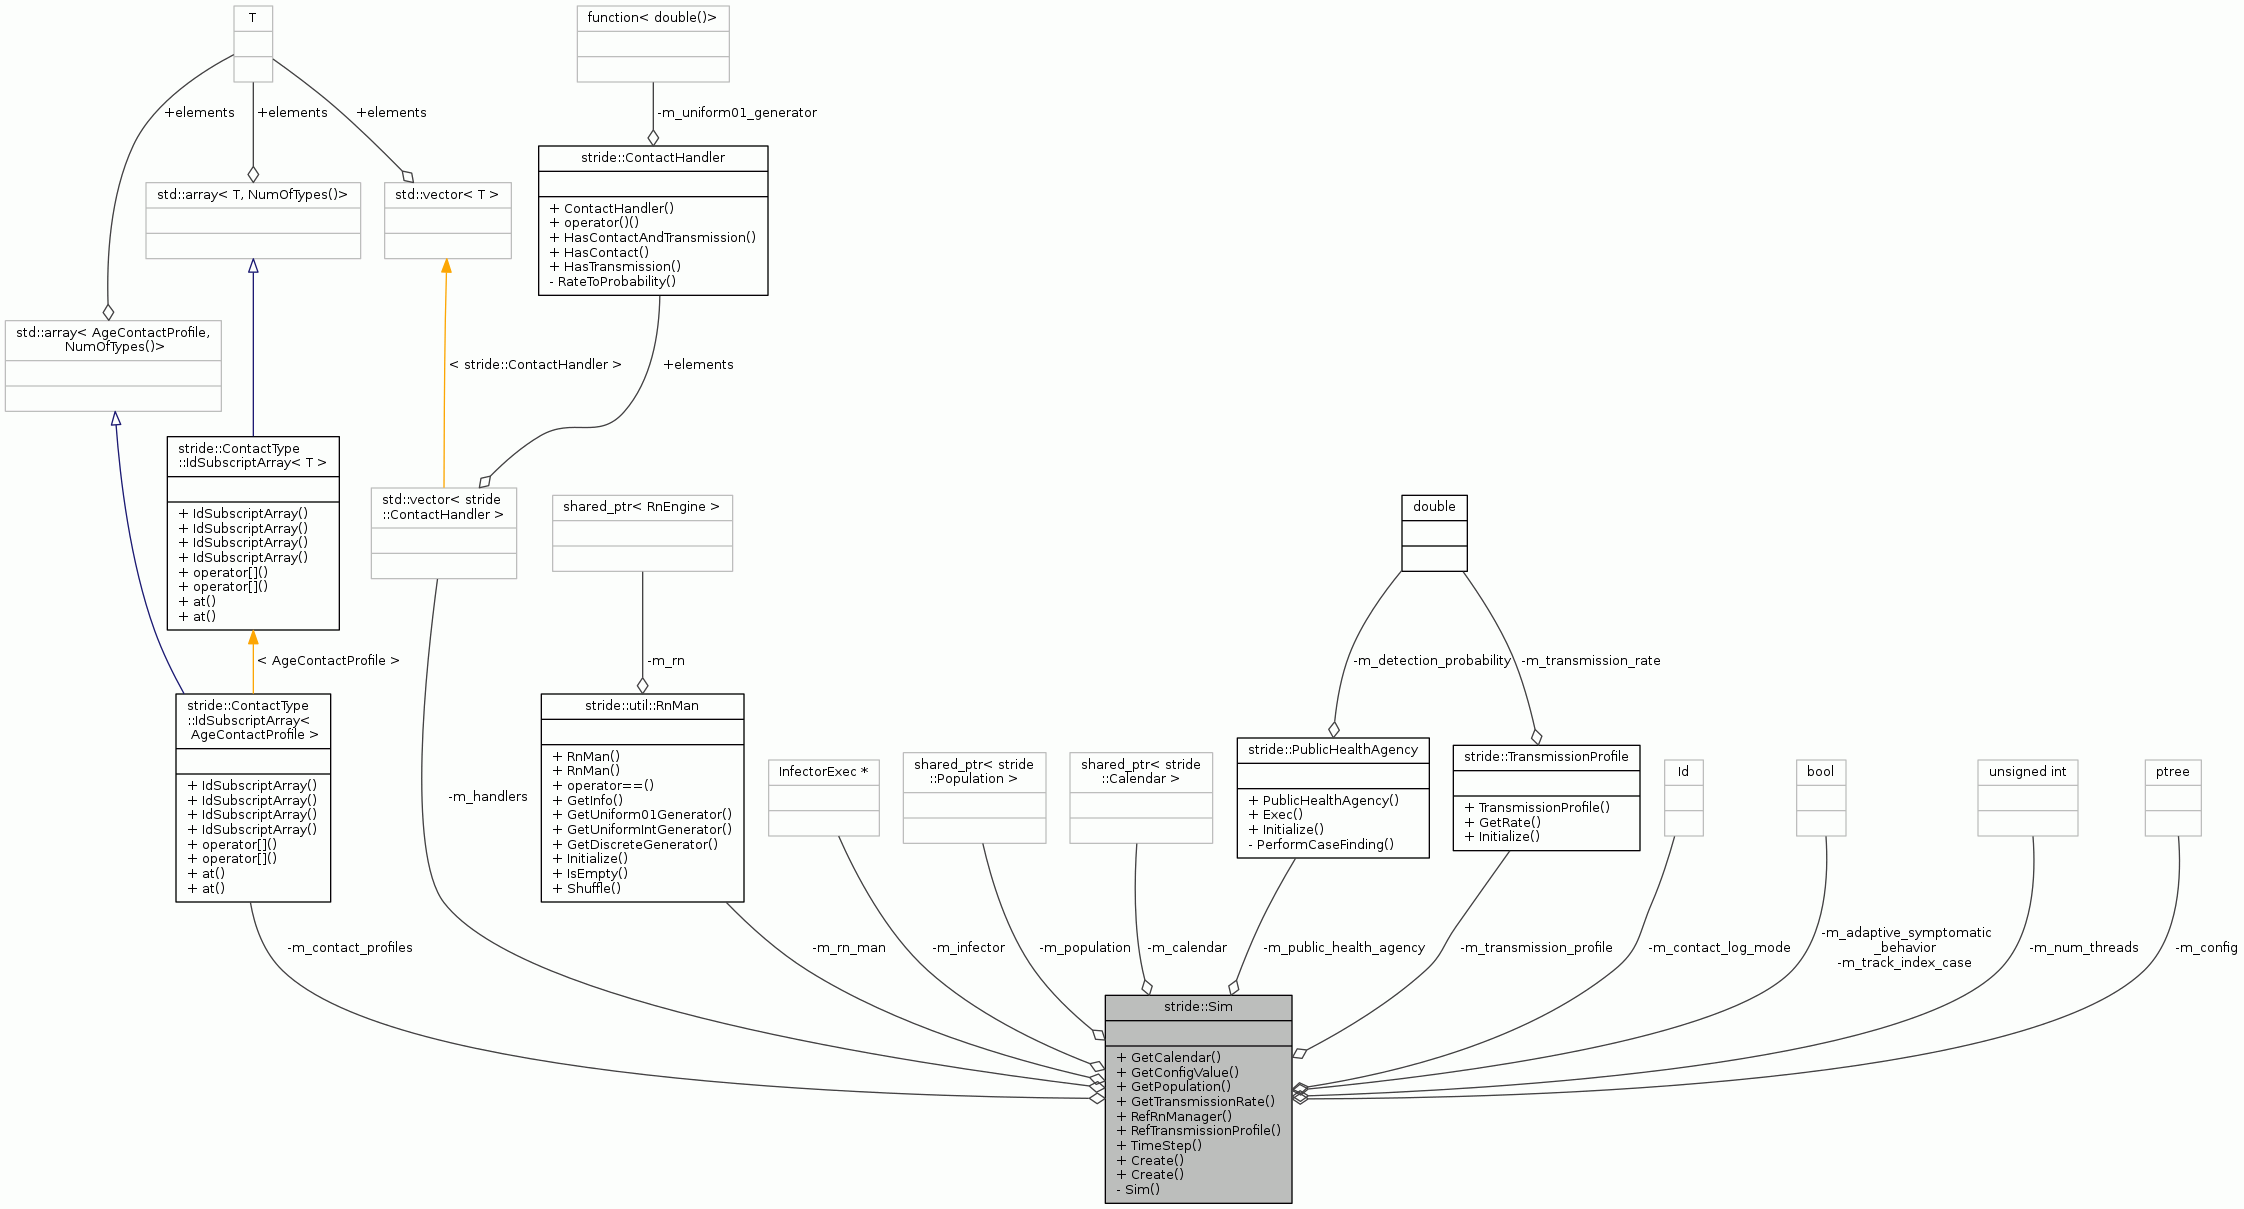 T
function< double()>
+elements
+elements
+elements
-m_uniform01_generator
std::array< T, NumOfTypes()>
std::vector< T >
stride::ContactHandler
+ ContactHandler()
+ operator()()
+ HasContactAndTransmission()
+ HasContact()
+ HasTransmission()
- RateToProbability()
std::array< AgeContactProfile,
NumOfTypes()>
< stride::ContactHandler >
+elements
stride::ContactType
::IdSubscriptArray< T >
+ IdSubscriptArray()
+ IdSubscriptArray()
+ IdSubscriptArray()
+ IdSubscriptArray()
+ operator[]()
+ operator[]()
+ at()
+ at()
std::vector< stride
::ContactHandler >
shared_ptr< RnEngine >
double
< AgeContactProfile >
-m_rn
-m_detection_probability
-m_transmission_rate
stride::ContactType
::IdSubscriptArray<
AgeContactProfile >
+ IdSubscriptArray()
+ IdSubscriptArray()
+ IdSubscriptArray()
+ IdSubscriptArray()
+ operator[]()
+ operator[]()
+ at()
+ at()
-m_handlers
stride::util::RnMan
+ RnMan()
+ RnMan()
+ operator==()
+ GetInfo()
+ GetUniform01Generator()
+ GetUniformIntGenerator()
+ GetDiscreteGenerator()
+ Initialize()
+ IsEmpty()
+ Shuffle()
InfectorExec *
shared_ptr< stride
::Population >
shared_ptr< stride
::Calendar >
stride::PublicHealthAgency
+ PublicHealthAgency()
+ Exec()
+ Initialize()
- PerformCaseFinding()
stride::TransmissionProfile
+ TransmissionProfile()
+ GetRate()
+ Initialize()
Id
bool
unsigned int
ptree
-m_contact_profiles
-m_rn_man
-m_infector
-m_population
-m_calendar
-m_public_health_agency
-m_transmission_profile
-m_contact_log_mode
-m_adaptive_symptomatic
_behavior
-m_track_index_case
-m_num_threads
-m_config
stride::Sim
+ GetCalendar()
+ GetConfigValue()
+ GetPopulation()
+ GetTransmissionRate()
+ RefRnManager()
+ RefTransmissionProfile()
+ TimeStep()
+ Create()
+ Create()
- Sim()